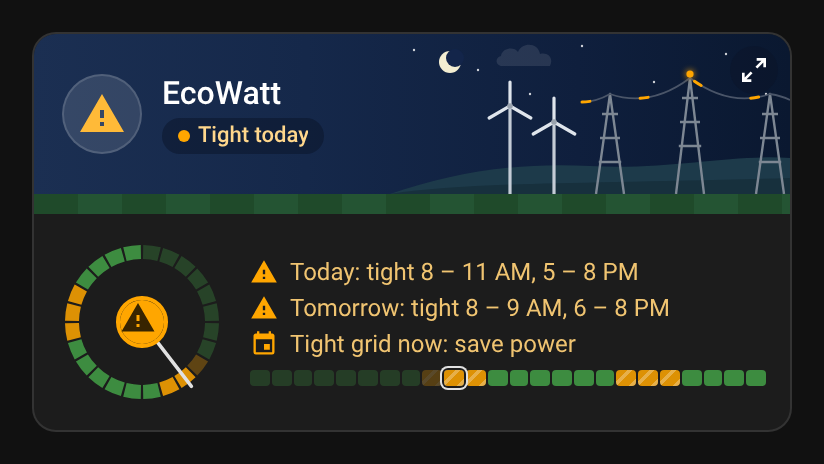 EcoWatt
Tight today
Today: tight 8 – 11 AM, 5 – 8 PM
Tomorrow: tight 8 – 9 AM, 6 – 8 PM
Tight grid now: save power